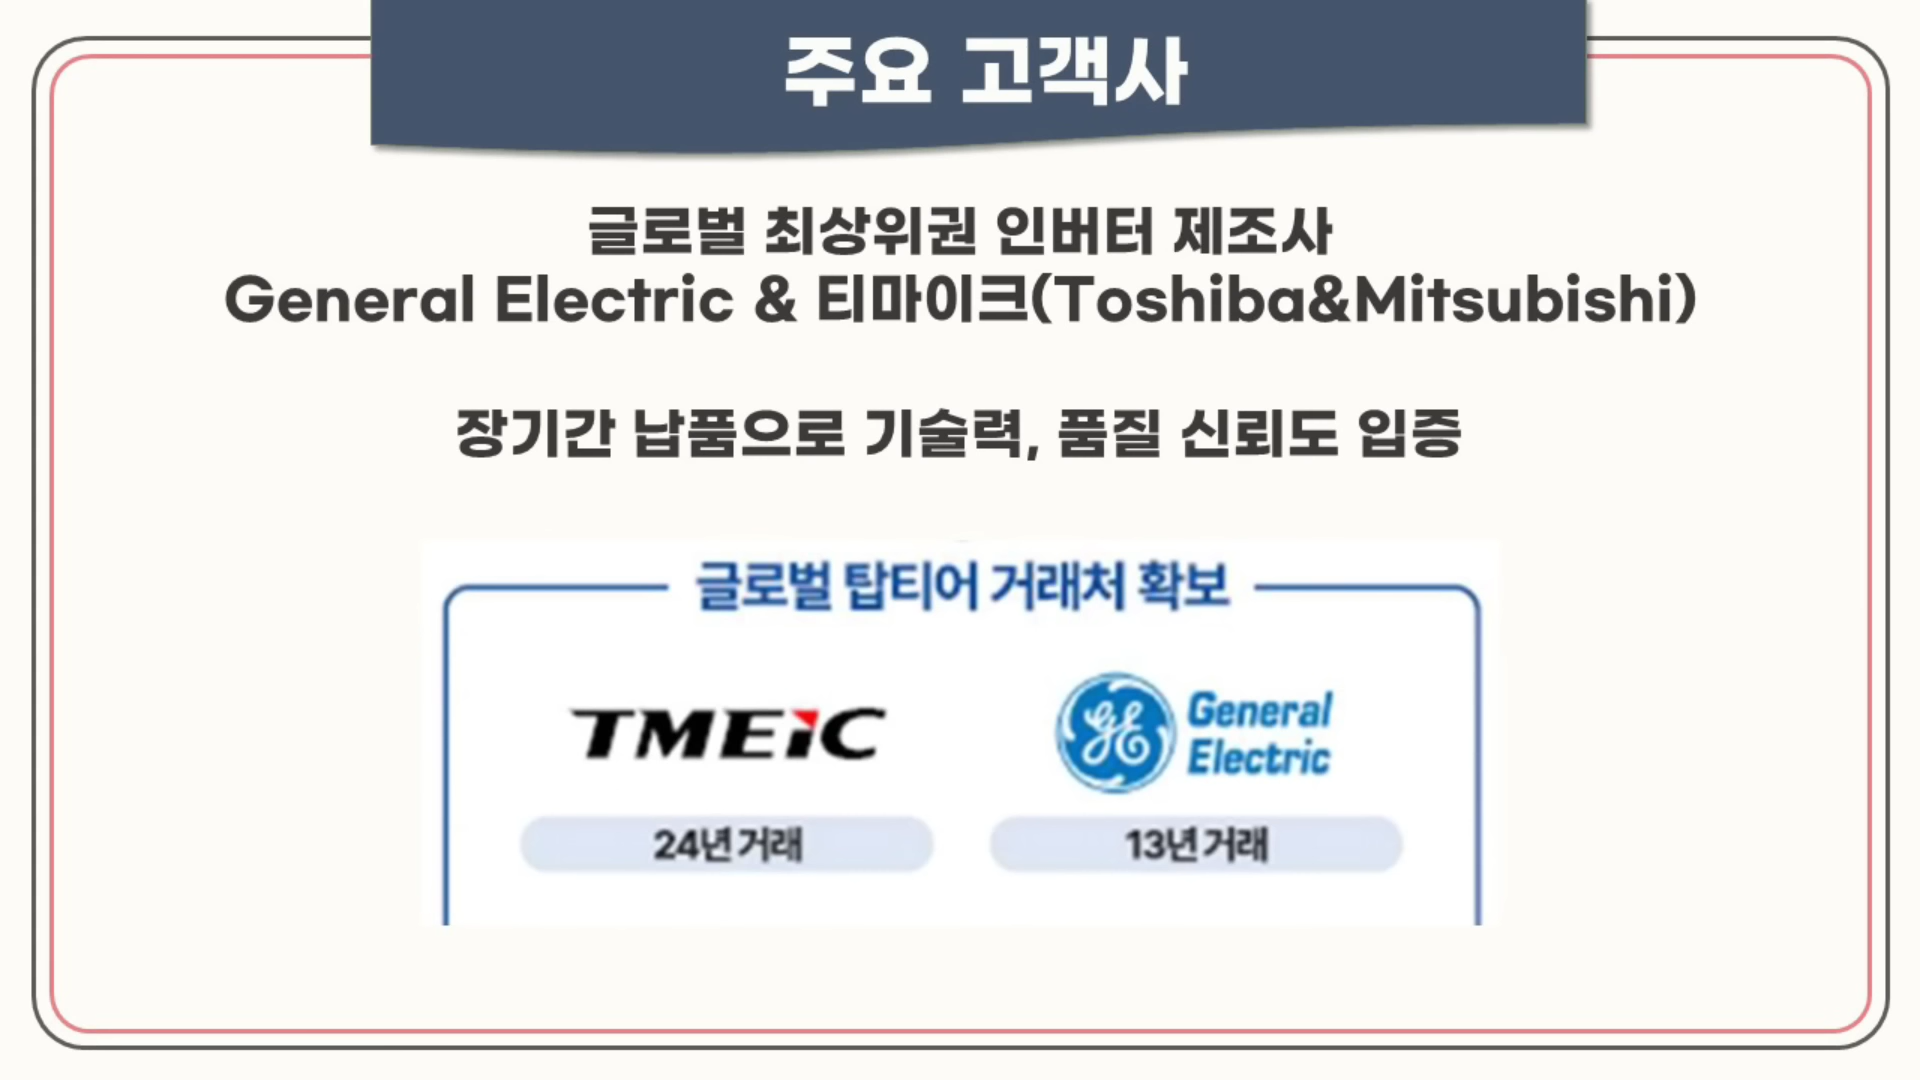 주요 고객사
글로벌 최상위권 인버터 제조사
General Electric & 티마이크(Toshiba&Mitsubishi)
장기간 납품으로 기술력, 품질 신뢰도 입증
글로벌 탑티어 거래처 확보
TMEiC
GE
General
Electric
24년 거래
13년 거래